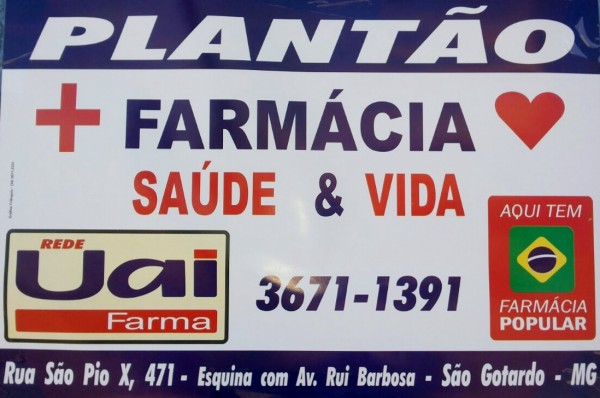 PLANTÃO
FARMÁCIA
SAÚDE & VIDA
REDE
Uai
Farma
3671-1391
AQUI TEM
FARMÁCIA
POPULAR
Rua São Pio X, 471 - Esquina com Av. Rui Barbosa - São Gotardo - MG